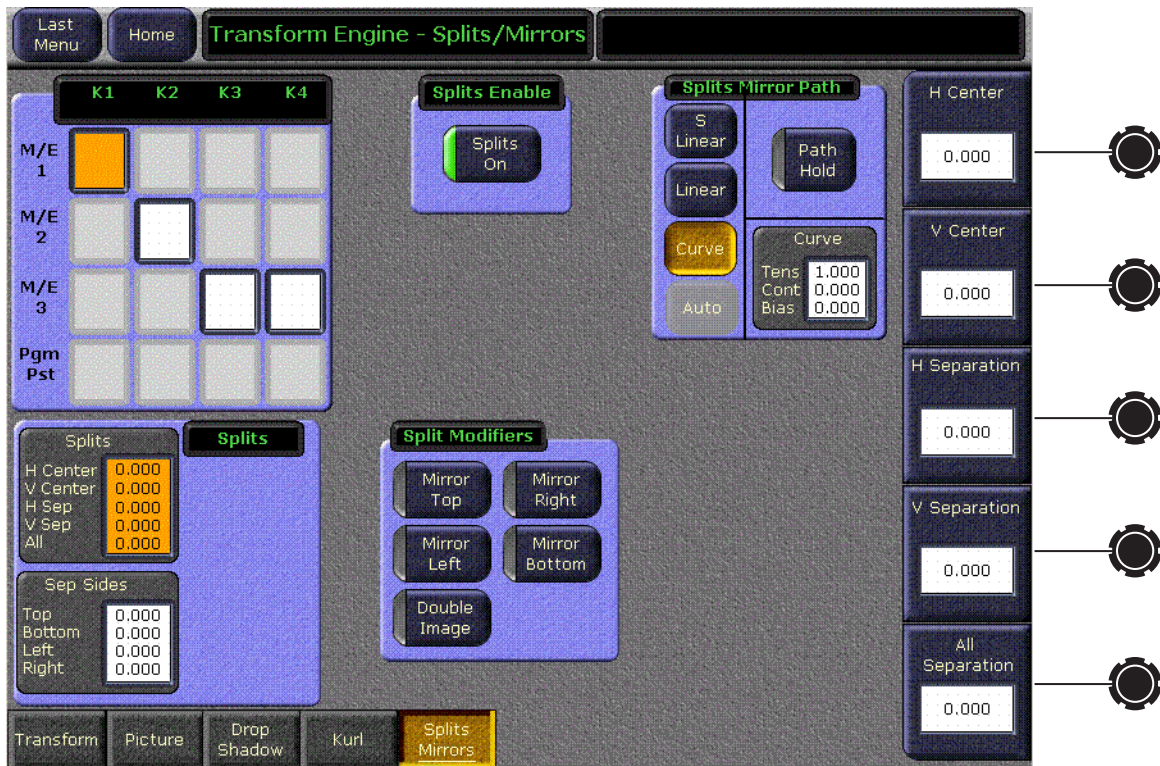 Last
Menu
Home
Transform Engine - Splits/Mirrors
K1 K2 K3 K4
M/E
1
M/E
2
M/E
3
Pgm
Pst
Splits Enable
Splits
On
Splits Mirror Path
S
Linear
Linear
Curve
Auto
Path
Hold
Curve
Tens 1.000
Cont 0.000
Bias 0.000
H Center
0.000
V Center
0.000
H Separation
0.000
V Separation
0.000
All
Separation
0.000
Splits
Splits
H Center 0.000
V Center 0.000
H Sep 0.000
V Sep 0.000
All 0.000
Sep Sides
Top 0.000
Bottom 0.000
Left 0.000
Right 0.000
Split Modifiers
Mirror
Top
Mirror
Right
Mirror
Left
Mirror
Bottom
Double
Image
Transform
Picture
Drop
Shadow
Kurl
Splits
Mirrors